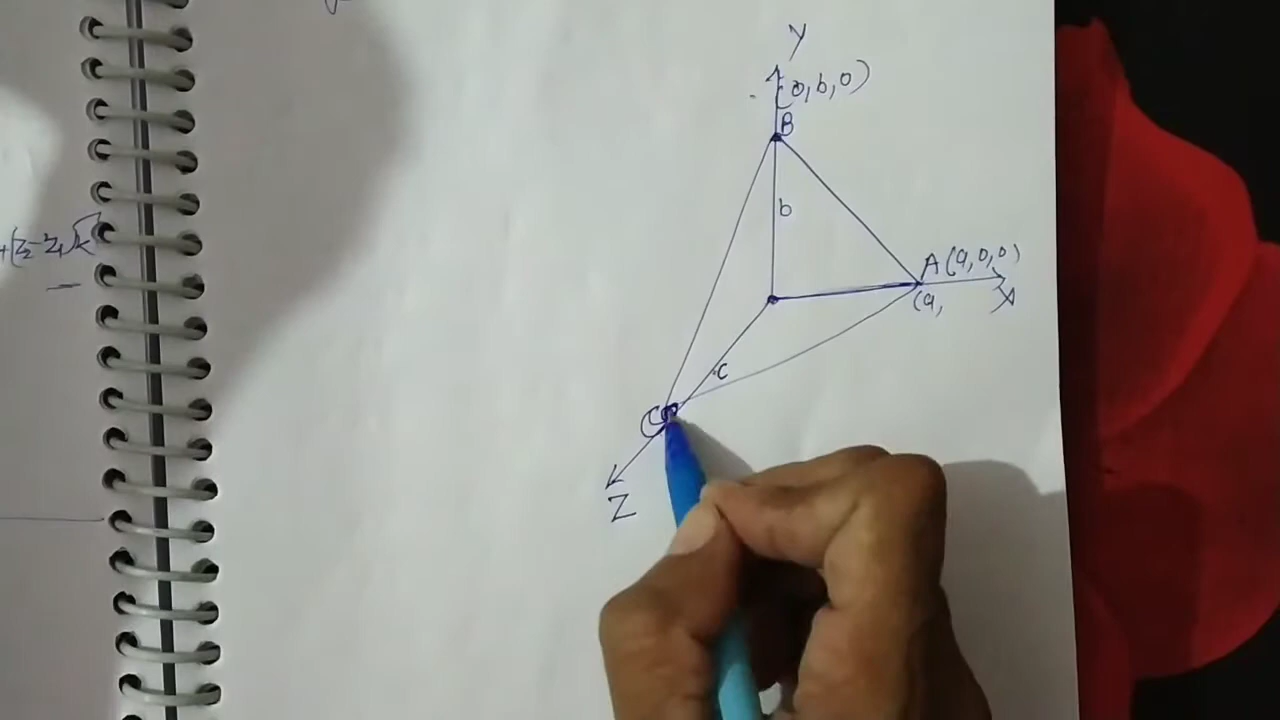 Y
(0, b, 0)
B
b
A (a, 0, 0)
(a,
X
C
C
Z
+(z₂-z₁)